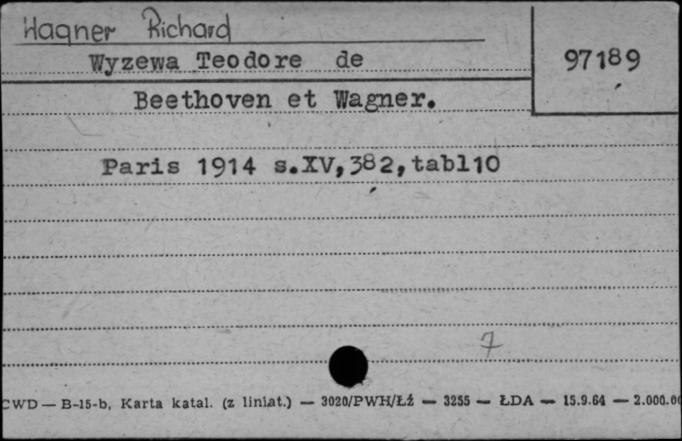 Wagner Richard
Wyzewa Teodore de
97189
Beethoven et Wagner.
Paris 1914 s.XV,382,tabl10
7
CWD — B-15-b, Karta katal. (z liniat.) — 3020/PWH/Łź — 3255 — ŁDA — 15.9.64 — 2.000.00